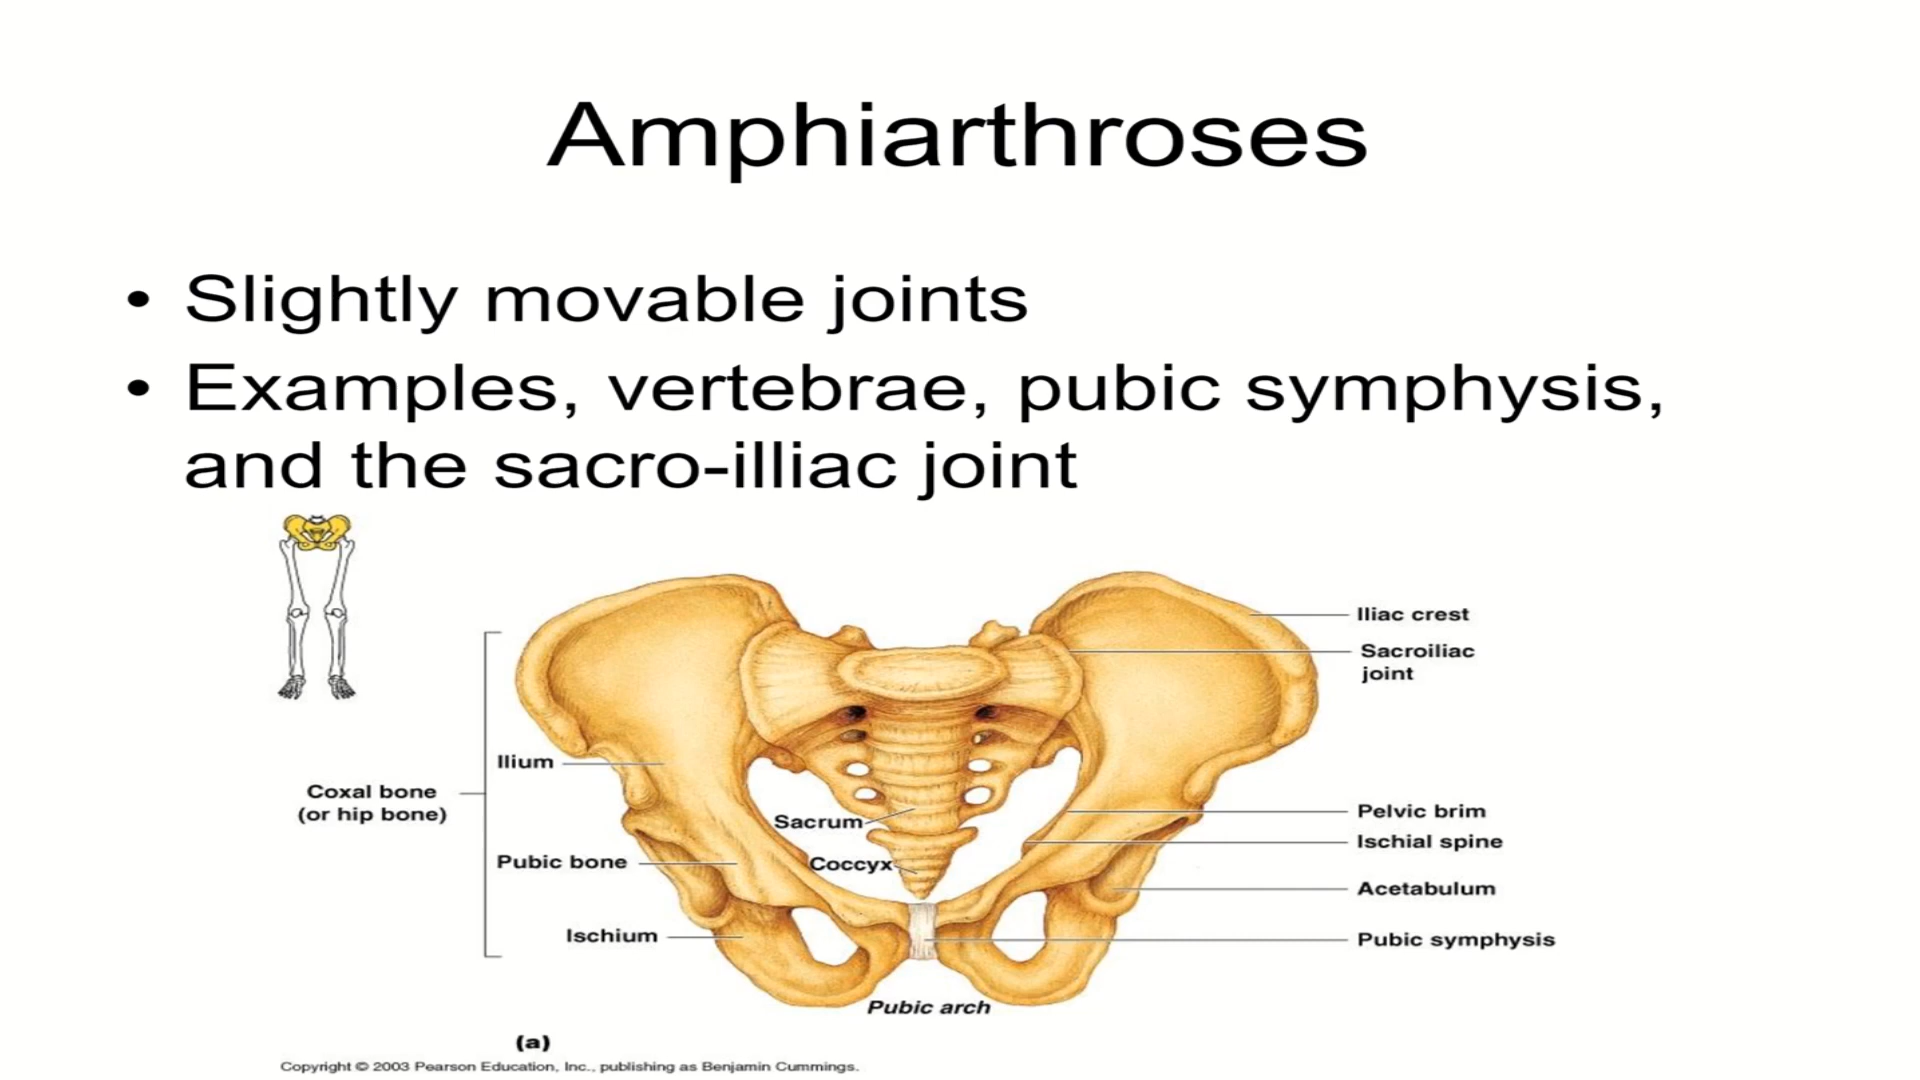 Amphiarthroses
• Slightly movable joints
• Examples, vertebrae, pubic symphysis,
and the sacro-illiac joint
Iliac crest
Sacroiliac
joint
Ilium
Coxal bone
(or hip bone)
Sacrum
Pelvic brim
Ischial spine
Pubic bone
Coccyx
Acetabulum
Ischium
Pubic symphysis
Pubic arch
(a)
Copyright © 2003 Pearson Education, Inc., publishing as Benjamin Cummings.